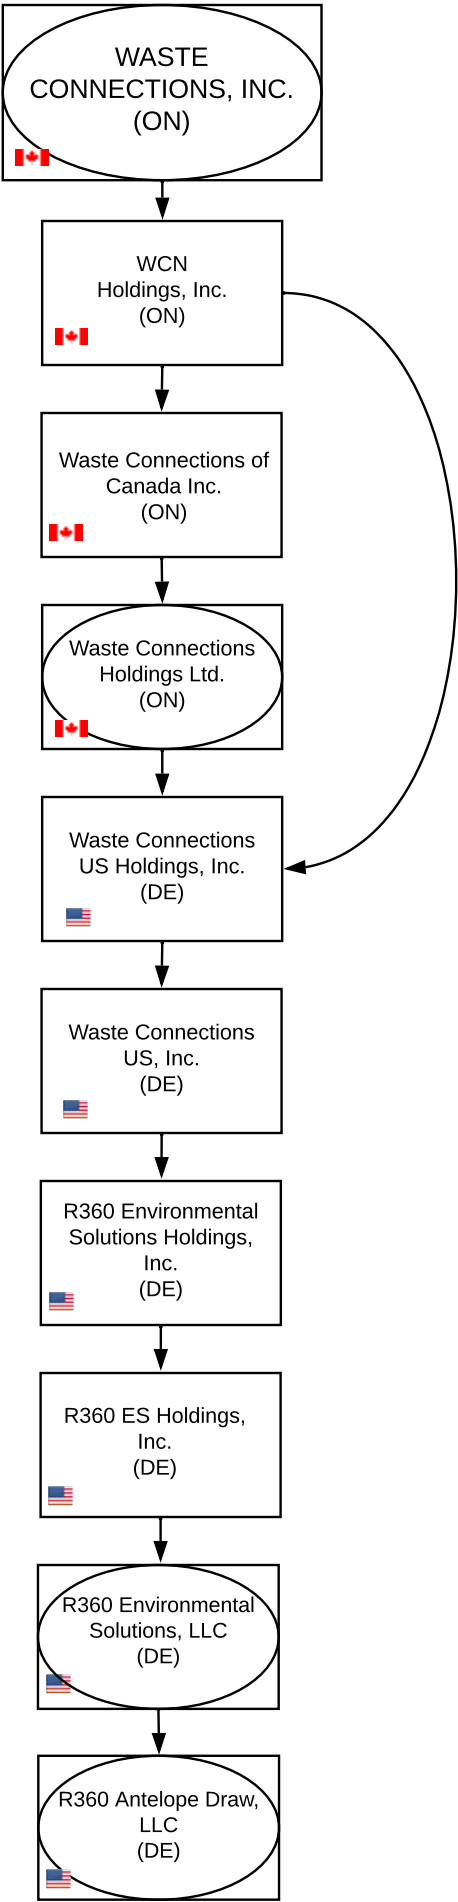 WASTE
CONNECTIONS, INC.
(ON)
WCN
Holdings, Inc.
(ON)
Waste Connections of
Canada Inc.
(ON)
Waste Connections
Holdings Ltd.
(ON)
Waste Connections
US Holdings, Inc.
(DE)
Waste Connections
US, Inc.
(DE)
R360 Environmental
Solutions Holdings,
Inc.
(DE)
R360 ES Holdings,
Inc.
(DE)
R360 Environmental
Solutions, LLC
(DE)
R360 Antelope Draw,
LLC
(DE)